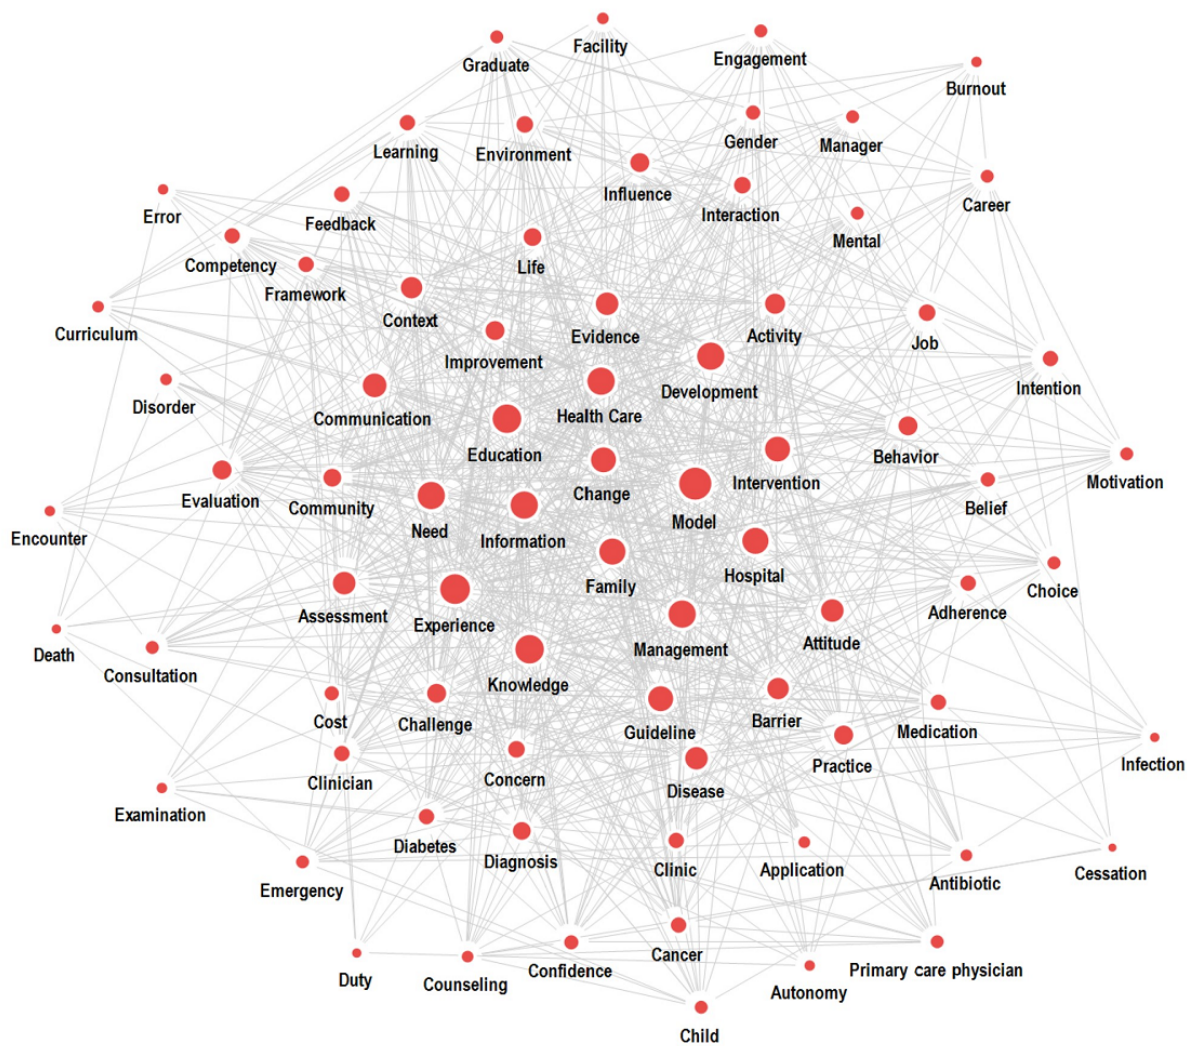 Facility
Engagement
Graduate
Burnout
Gender
Manager
Learning
Environment
Influence
Career
Error
Feedback
Interaction
Mental
Competency
Life
Framework
Context
Curriculum
Evidence
Activity
Job
Improvement
Development
Intention
Disorder
Communication
Health Care
Education
Behavior
Change
Intervention
Motivation
Evaluation
Community
Belief
Need
Information
Model
Encounter
Hospital
Family
Choice
Assessment
Experience
Adherence
Attitude
Management
Death
Consultation
Knowledge
Cost
Challenge
Guideline
Barrier
Medication
Clinician
Concern
Practice
Infection
Disease
Examination
Diabetes
Diagnosis
Clinic
Application
Cessation
Antibiotic
Emergency
Cancer
Confidence
Primary care physician
Duty
Counseling
Autonomy
Child